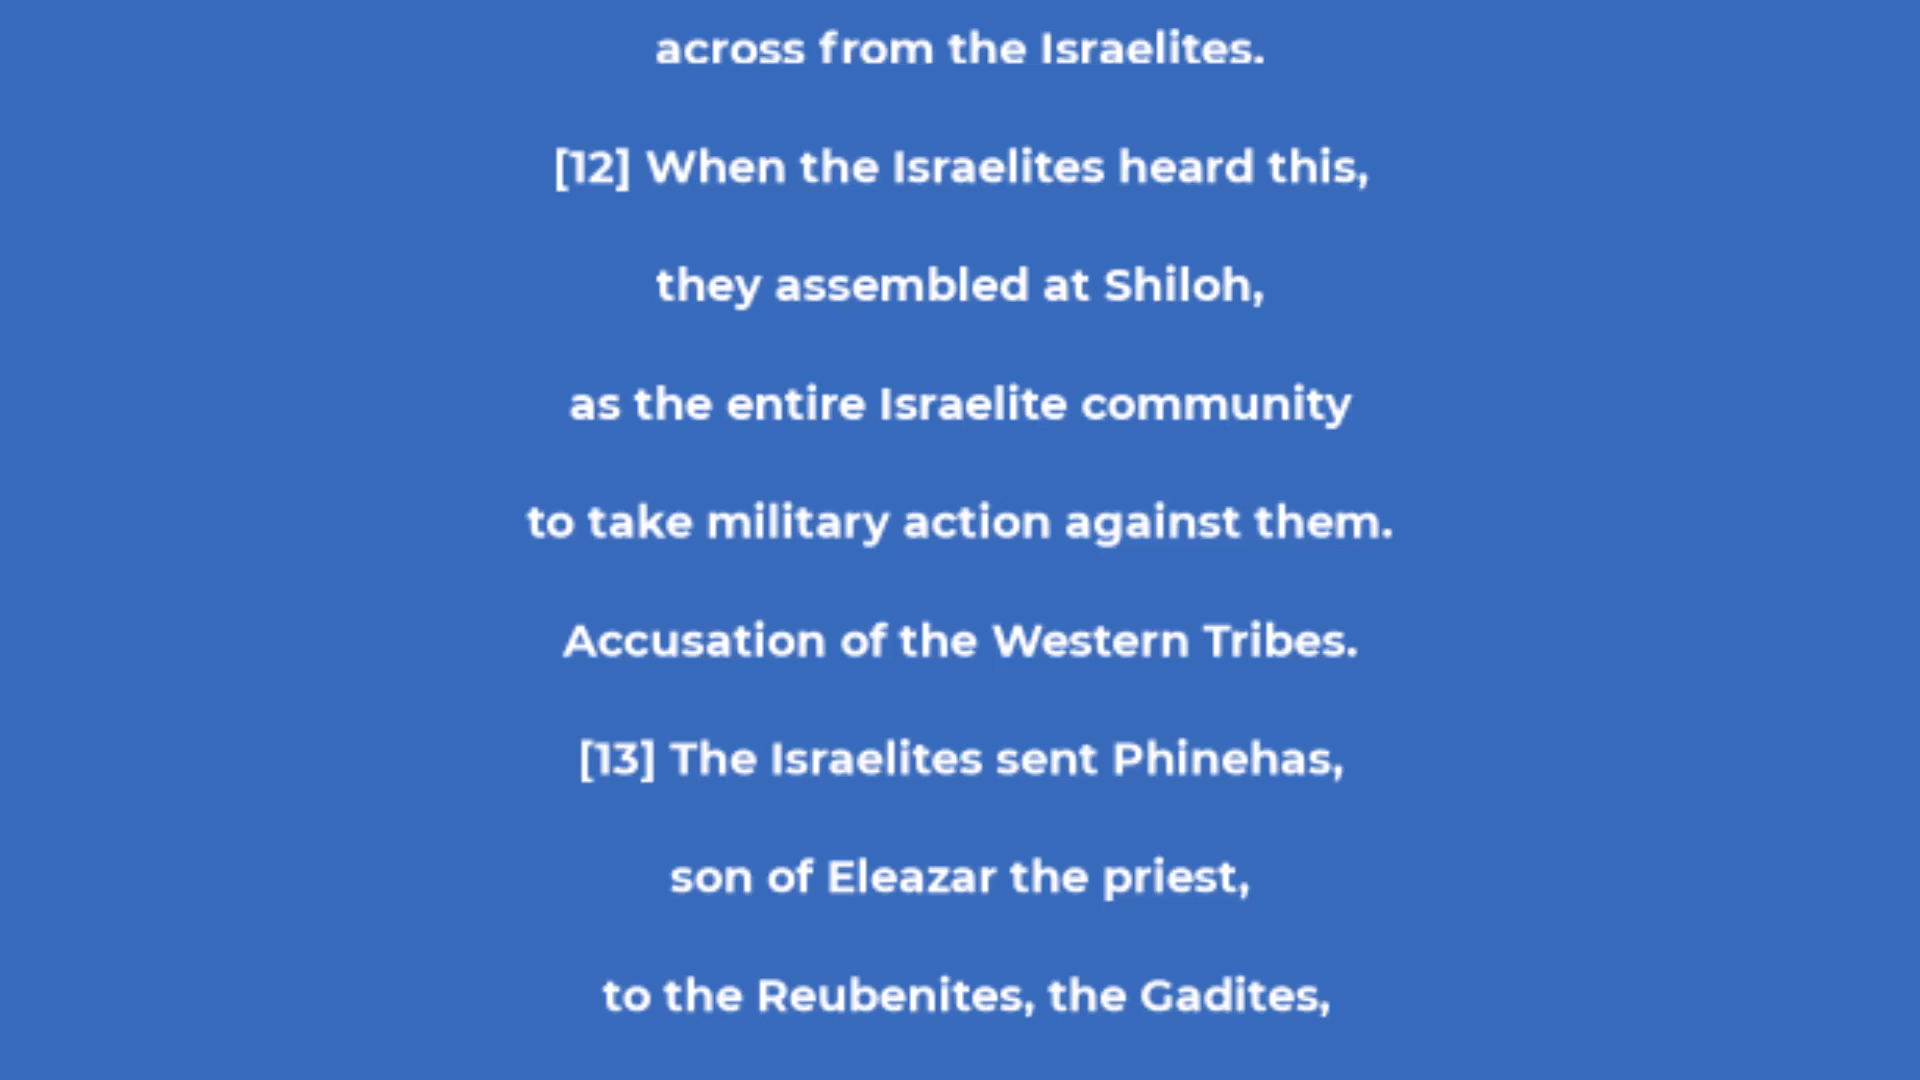 across from the Israelites.
[12] When the Israelites heard this,
they assembled at Shiloh,
as the entire Israelite community
to take military action against them.
Accusation of the Western Tribes.
[13] The Israelites sent Phinehas,
son of Eleazar the priest,
to the Reubenites, the Gadites,